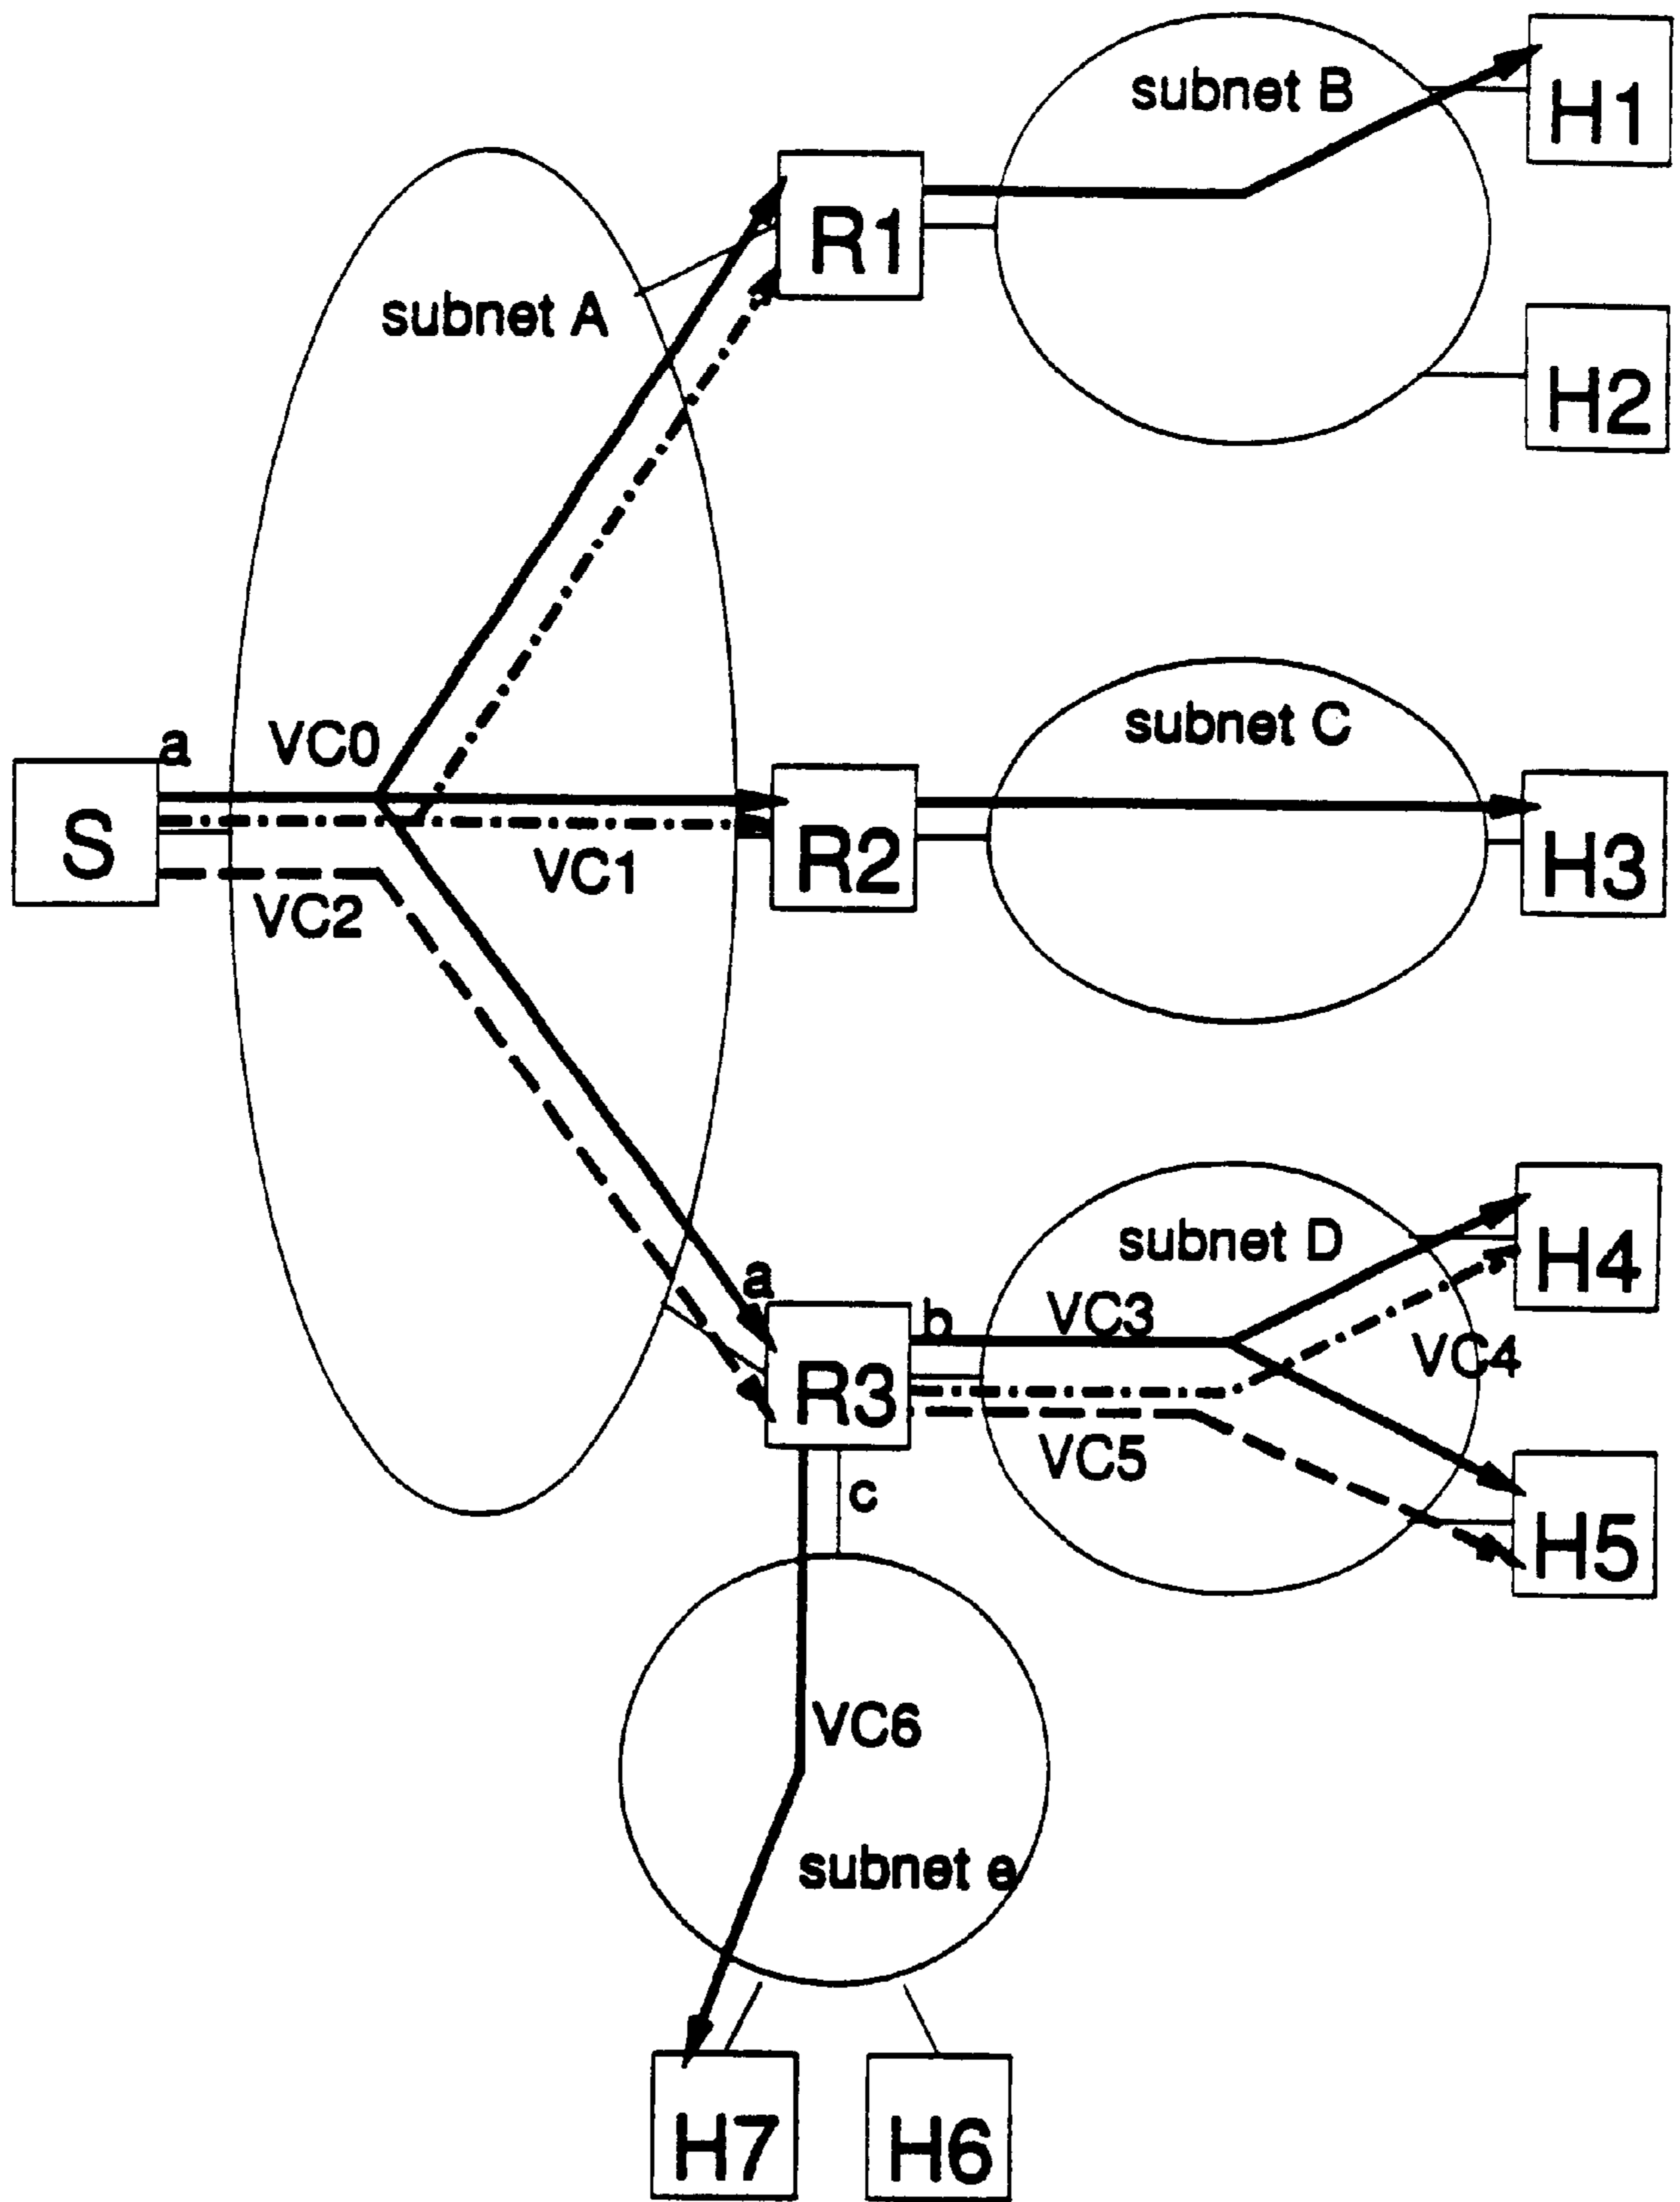 subnet B
H1
R1
subnet A
H2
a
VC0
subnet C
S
R2
H3
VC1
VC2
subnet D
H4
a
b
VC3
VC4
R3
VC5
c
H5
VC6
subnet e
H7
H6